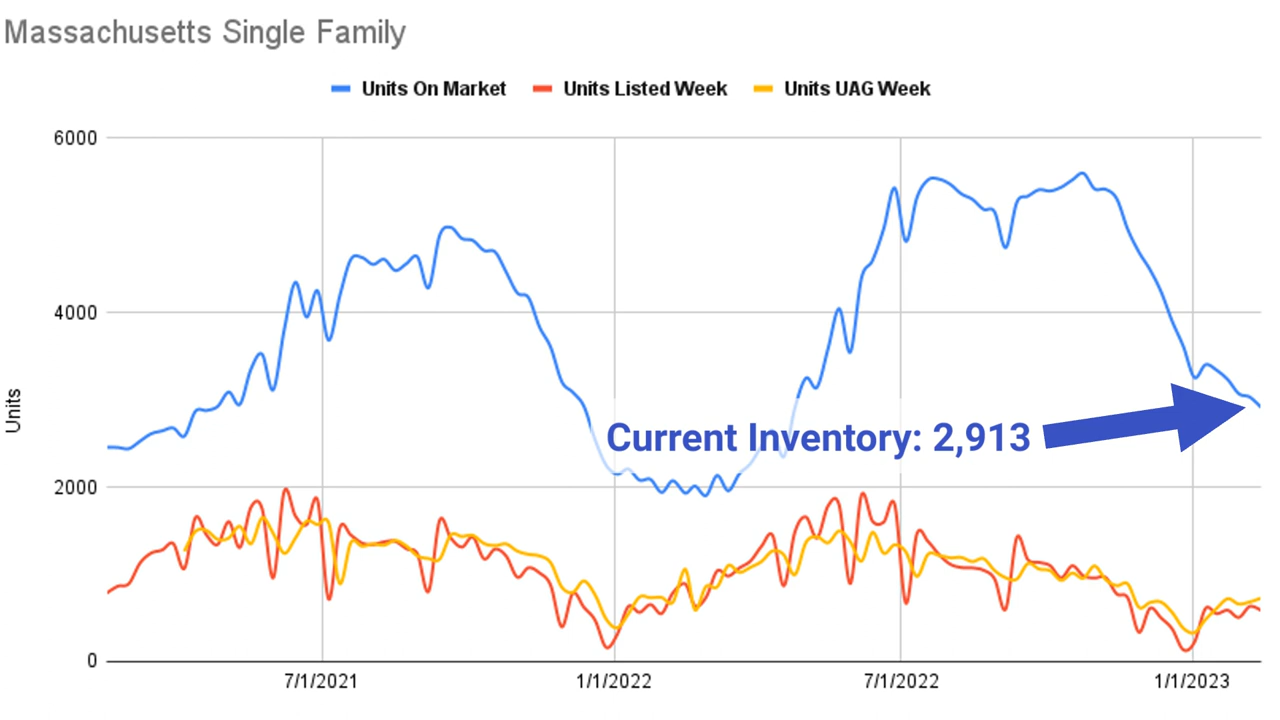 Massachusetts Single Family
Units On Market Units Listed Week Units UAG Week
6000
4000
2000
0
Units
Current Inventory: 2,913
7/1/2021 1/1/2022 7/1/2022 1/1/2023